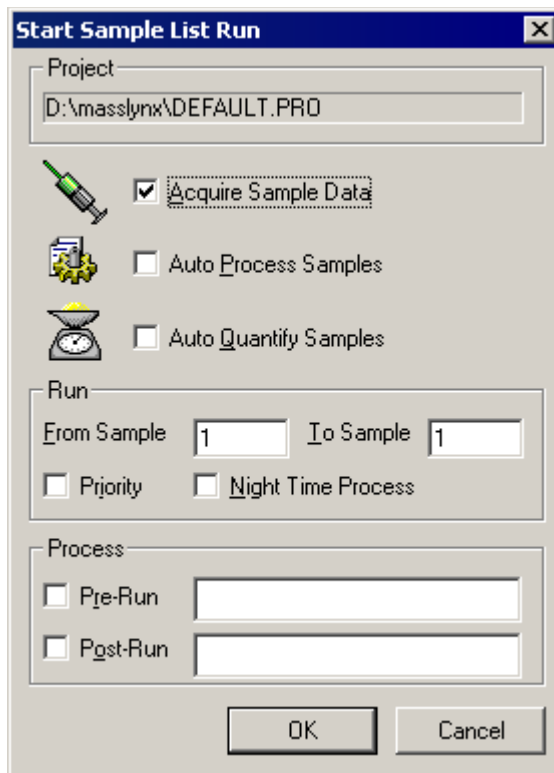 Start Sample List Run
Project
D:\masslynx\DEFAULT.PRO
Acquire Sample Data
Auto Process Samples
Auto Quantify Samples
Run
From Sample 1 To Sample 1
Priority Night Time Process
Process
Pre-Run
Post-Run
OK Cancel